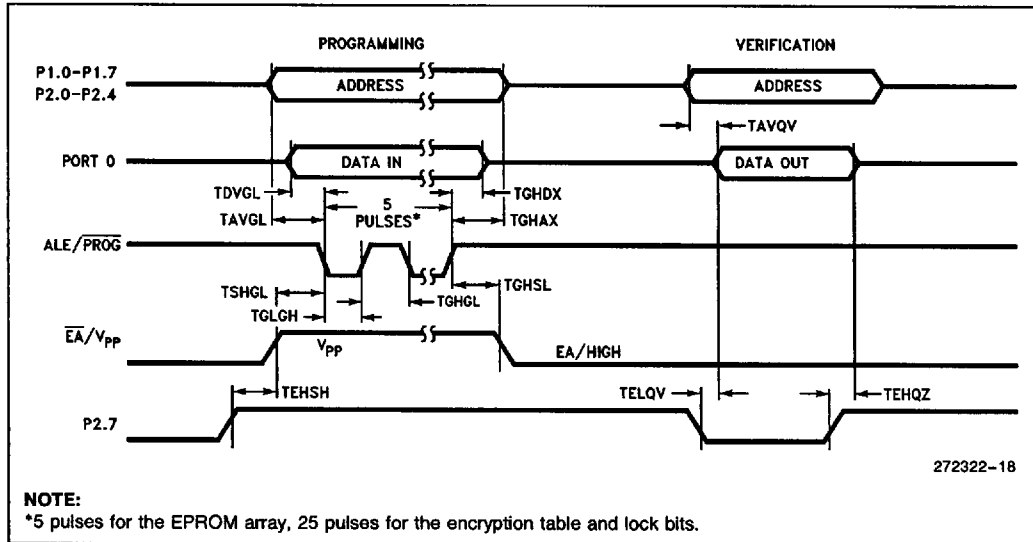 PROGRAMMING VERIFICATION
P1.0–P1.7
P2.0–P2.4
ADDRESS ADDRESS
TAVQV
PORT 0 DATA IN DATA OUT
TDVGL 5 TGHDX
TAVGL PULSES* TGHAX
ALE/PROG
TSHGL TGHSL
TGLGH TGHGL
EA/VPP VPP EA/HIGH
TEHSH TELQV TEHQZ
P2.7
272322–18
NOTE:
*5 pulses for the EPROM array, 25 pulses for the encryption table and lock bits.